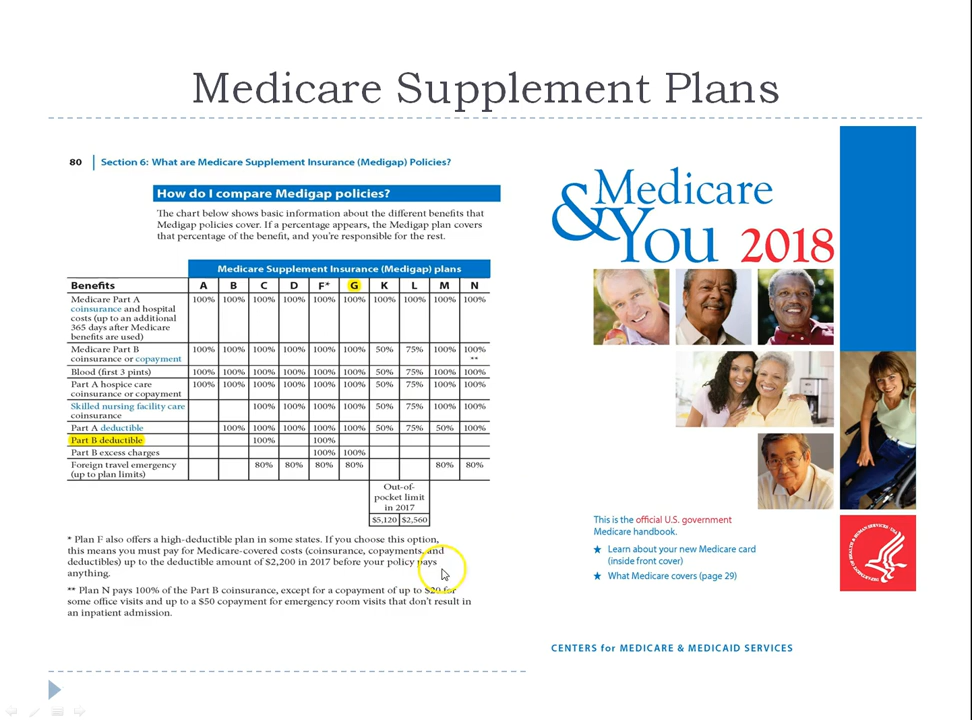 Medicare Supplement Plans
80 Section 6: What are Medicare Supplement Insurance (Medigap) Policies?
How do I compare Medigap policies?
The chart below shows basic information about the different benefits that
Medigap policies cover. If a percentage appears, the Medigap plan covers
that percentage of the benefit, and you're responsible for the rest.
Medicare Supplement Insurance (Medigap) plans
Benefits A B C D F* G K L M N
Medicare Part A 100% 100% 100% 100% 100% 100% 100% 100% 100% 100%
coinsurance and hospital
costs (up to an additional
365 days after Medicare
benefits are used)
Medicare Part B 100% 100% 100% 100% 100% 100% 50% 75% 100% 100%
coinsurance or copayment **
Blood (first 3 pints) 100% 100% 100% 100% 100% 100% 50% 75% 100% 100%
Part A hospice care 100% 100% 100% 100% 100% 100% 50% 75% 100% 100%
coinsurance or copayment
Skilled nursing facility care 100% 100% 100% 100% 50% 75% 100% 100%
coinsurance
Part A deductible 100% 100% 100% 100% 100% 50% 75% 50% 100%
Part B deductible 100% 100%
Part B excess charges 100% 100%
Foreign travel emergency 80% 80% 80% 80% 80% 80%
(up to plan limits)
Out-of-
pocket limit
in 2017
$5,120 $2,560
* Plan F also offers a high-deductible plan in some states. If you choose this option,
this means you must pay for Medicare-covered costs (coinsurance, copayments, and
deductibles) up to the deductible amount of $2,200 in 2017 before your policy pays
anything.
** Plan N pays 100% of the Part B coinsurance, except for a copayment of up to $20 for
some office visits and up to a $50 copayment for emergency room visits that don't result in
an inpatient admission.
Medicare
& You 2018
This is the official U.S. government
Medicare handbook.
★ Learn about your new Medicare card
(inside front cover)
★ What Medicare covers (page 29)
DEPARTMENT OF HEALTH & HUMAN SERVICES • USA
CENTERS for MEDICARE & MEDICAID SERVICES